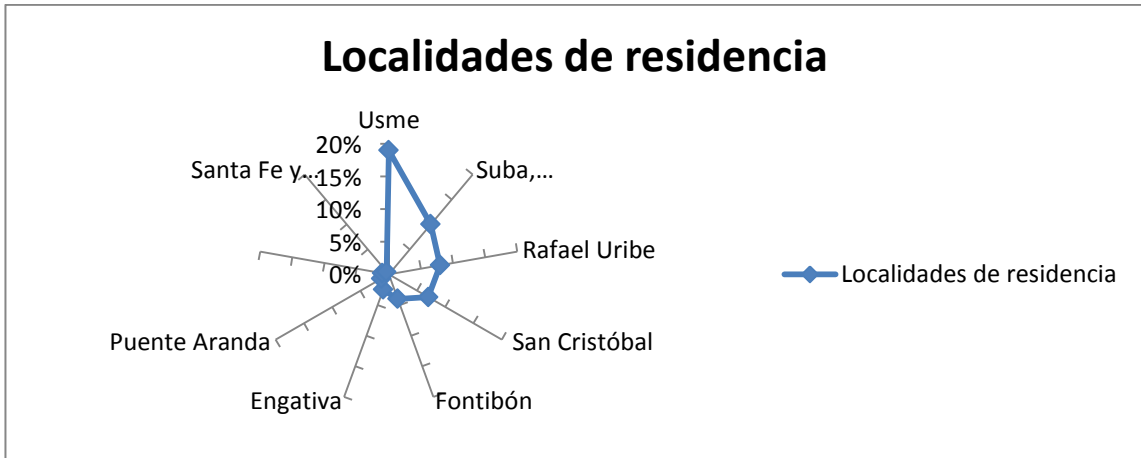 Localidades de residencia
Usme
20%
15%
10%
5%
0%
Santa Fe y...
Suba,...
Rafael Uribe
San Cristóbal
Fontibón
Engativa
Puente Aranda
Localidades de residencia